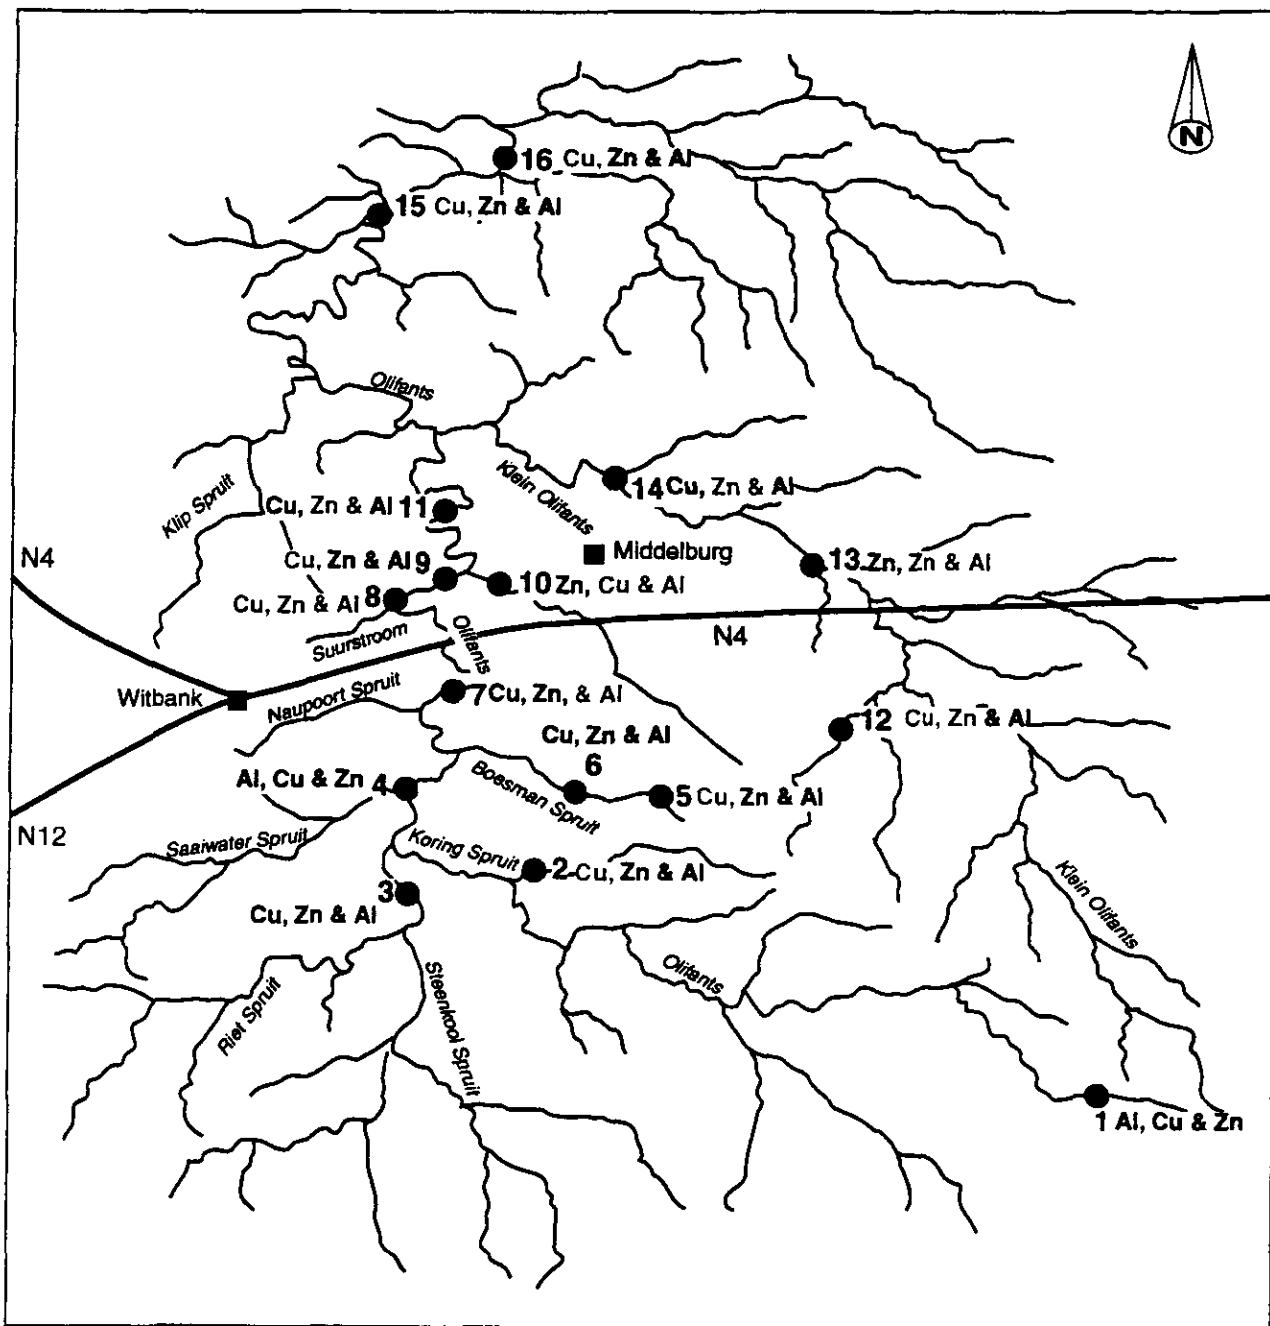 N
16 Cu, Zn & Al
15 Cu, Zn & Al
Olifants
Klip Spruit
Klein Olifants
14 Cu, Zn & Al
Cu, Zn & Al 11
N4
Middelburg
Cu, Zn & Al 9
13 Zn, Zn & Al
10 Zn, Cu & Al
Cu, Zn & Al 8
Suurstroom
Olifants
N4
Witbank
Naupoort Spruit
7 Cu, Zn, & Al
12 Cu, Zn & Al
Cu, Zn & Al
6
Al, Cu & Zn 4
Boesman Spruit
5 Cu, Zn & Al
N12
Saaiwater Spruit
Koring Spruit
2 Cu, Zn & Al
3
Cu, Zn & Al
Klein Olifants
Olifants
Riet Spruit
Steenkool Spruit
1 Al, Cu & Zn